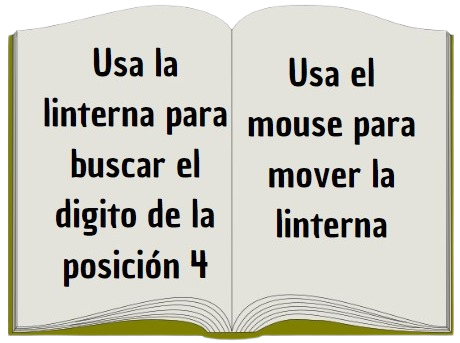 Usa la
linterna para
buscar el
digito de la
posición 4
Usa el
mouse para
mover la
linterna